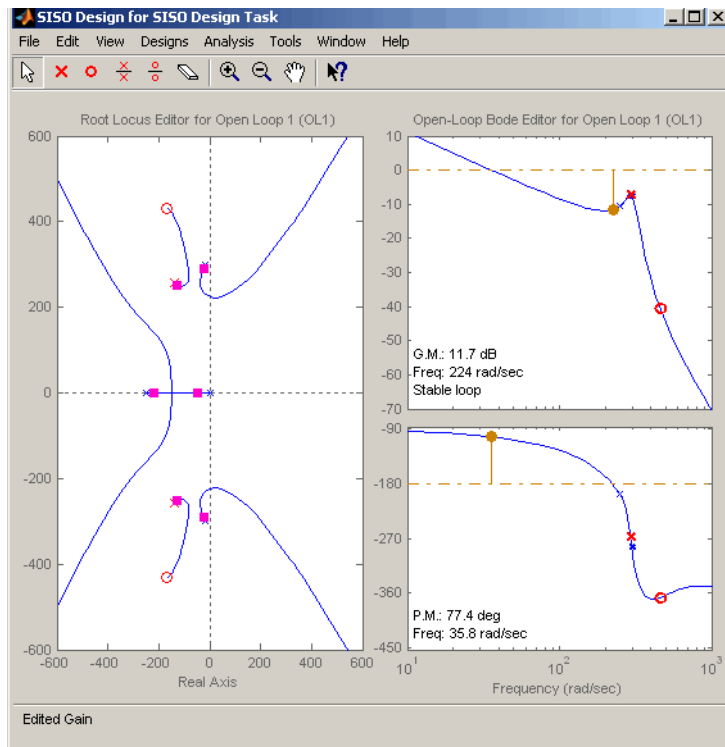 SISO Design for SISO Design Task
File Edit View Designs Analysis Tools Window Help
Root Locus Editor for Open Loop 1 (OL1)
600
400
200
0
-200
-400
-600
-600 -400 -200 0 200 400 600
Real Axis
Open-Loop Bode Editor for Open Loop 1 (OL1)
10
0
-10
-20
-30
-40
-50
-60
-70
G.M.: 11.7 dB
Freq: 224 rad/sec
Stable loop
-90
-180
-270
-360
-450
P.M.: 77.4 deg
Freq: 35.8 rad/sec
10^1 10^2 10^3
Frequency (rad/sec)
Edited Gain